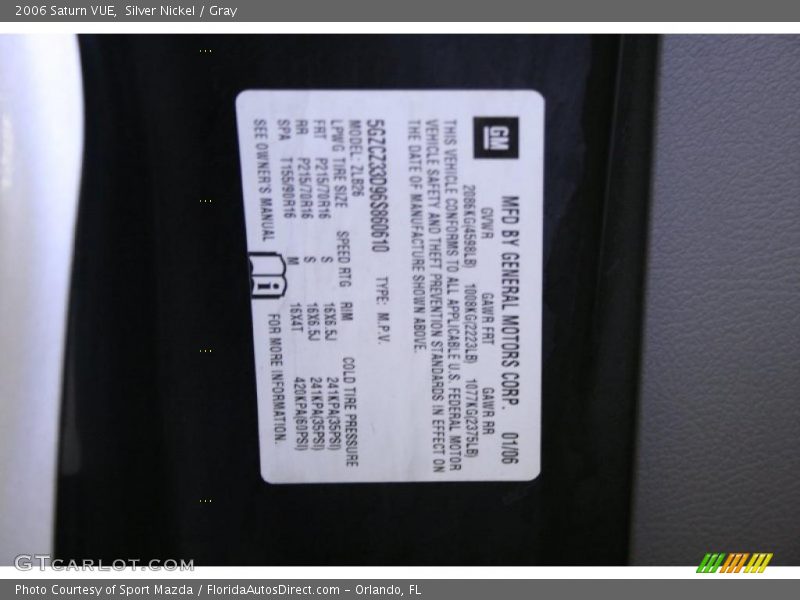 2006 Saturn VUE, Silver Nickel / Gray
GM
MFD BY GENERAL MOTORS CORP. 01/06
GVWR GAWR FRT GAWR RR
2086KG(4598LB) 1008KG(2223LB) 1077KG(2375LB)
THIS VEHICLE CONFORMS TO ALL APPLICABLE U.S. FEDERAL MOTOR
VEHICLE SAFETY AND THEFT PREVENTION STANDARDS IN EFFECT ON
THE DATE OF MANUFACTURE SHOWN ABOVE.
5GZCZ33D96S860610 TYPE: M.P.V.
MODEL: ZLB26
LPWG TIRE SIZE SPEED RTG RIM COLD TIRE PRESSURE
FRT P215/70R16 S 16X6.5J 241KPA(35PSI)
RR P215/70R16 S 16X6.5J 241KPA(35PSI)
SPA T155/90R16 M 16X4T 420KPA(60PSI)
SEE OWNER'S MANUAL i FOR MORE INFORMATION.
GTCARLOT.COM
Photo Courtesy of Sport Mazda / FloridaAutosDirect.com - Orlando, FL